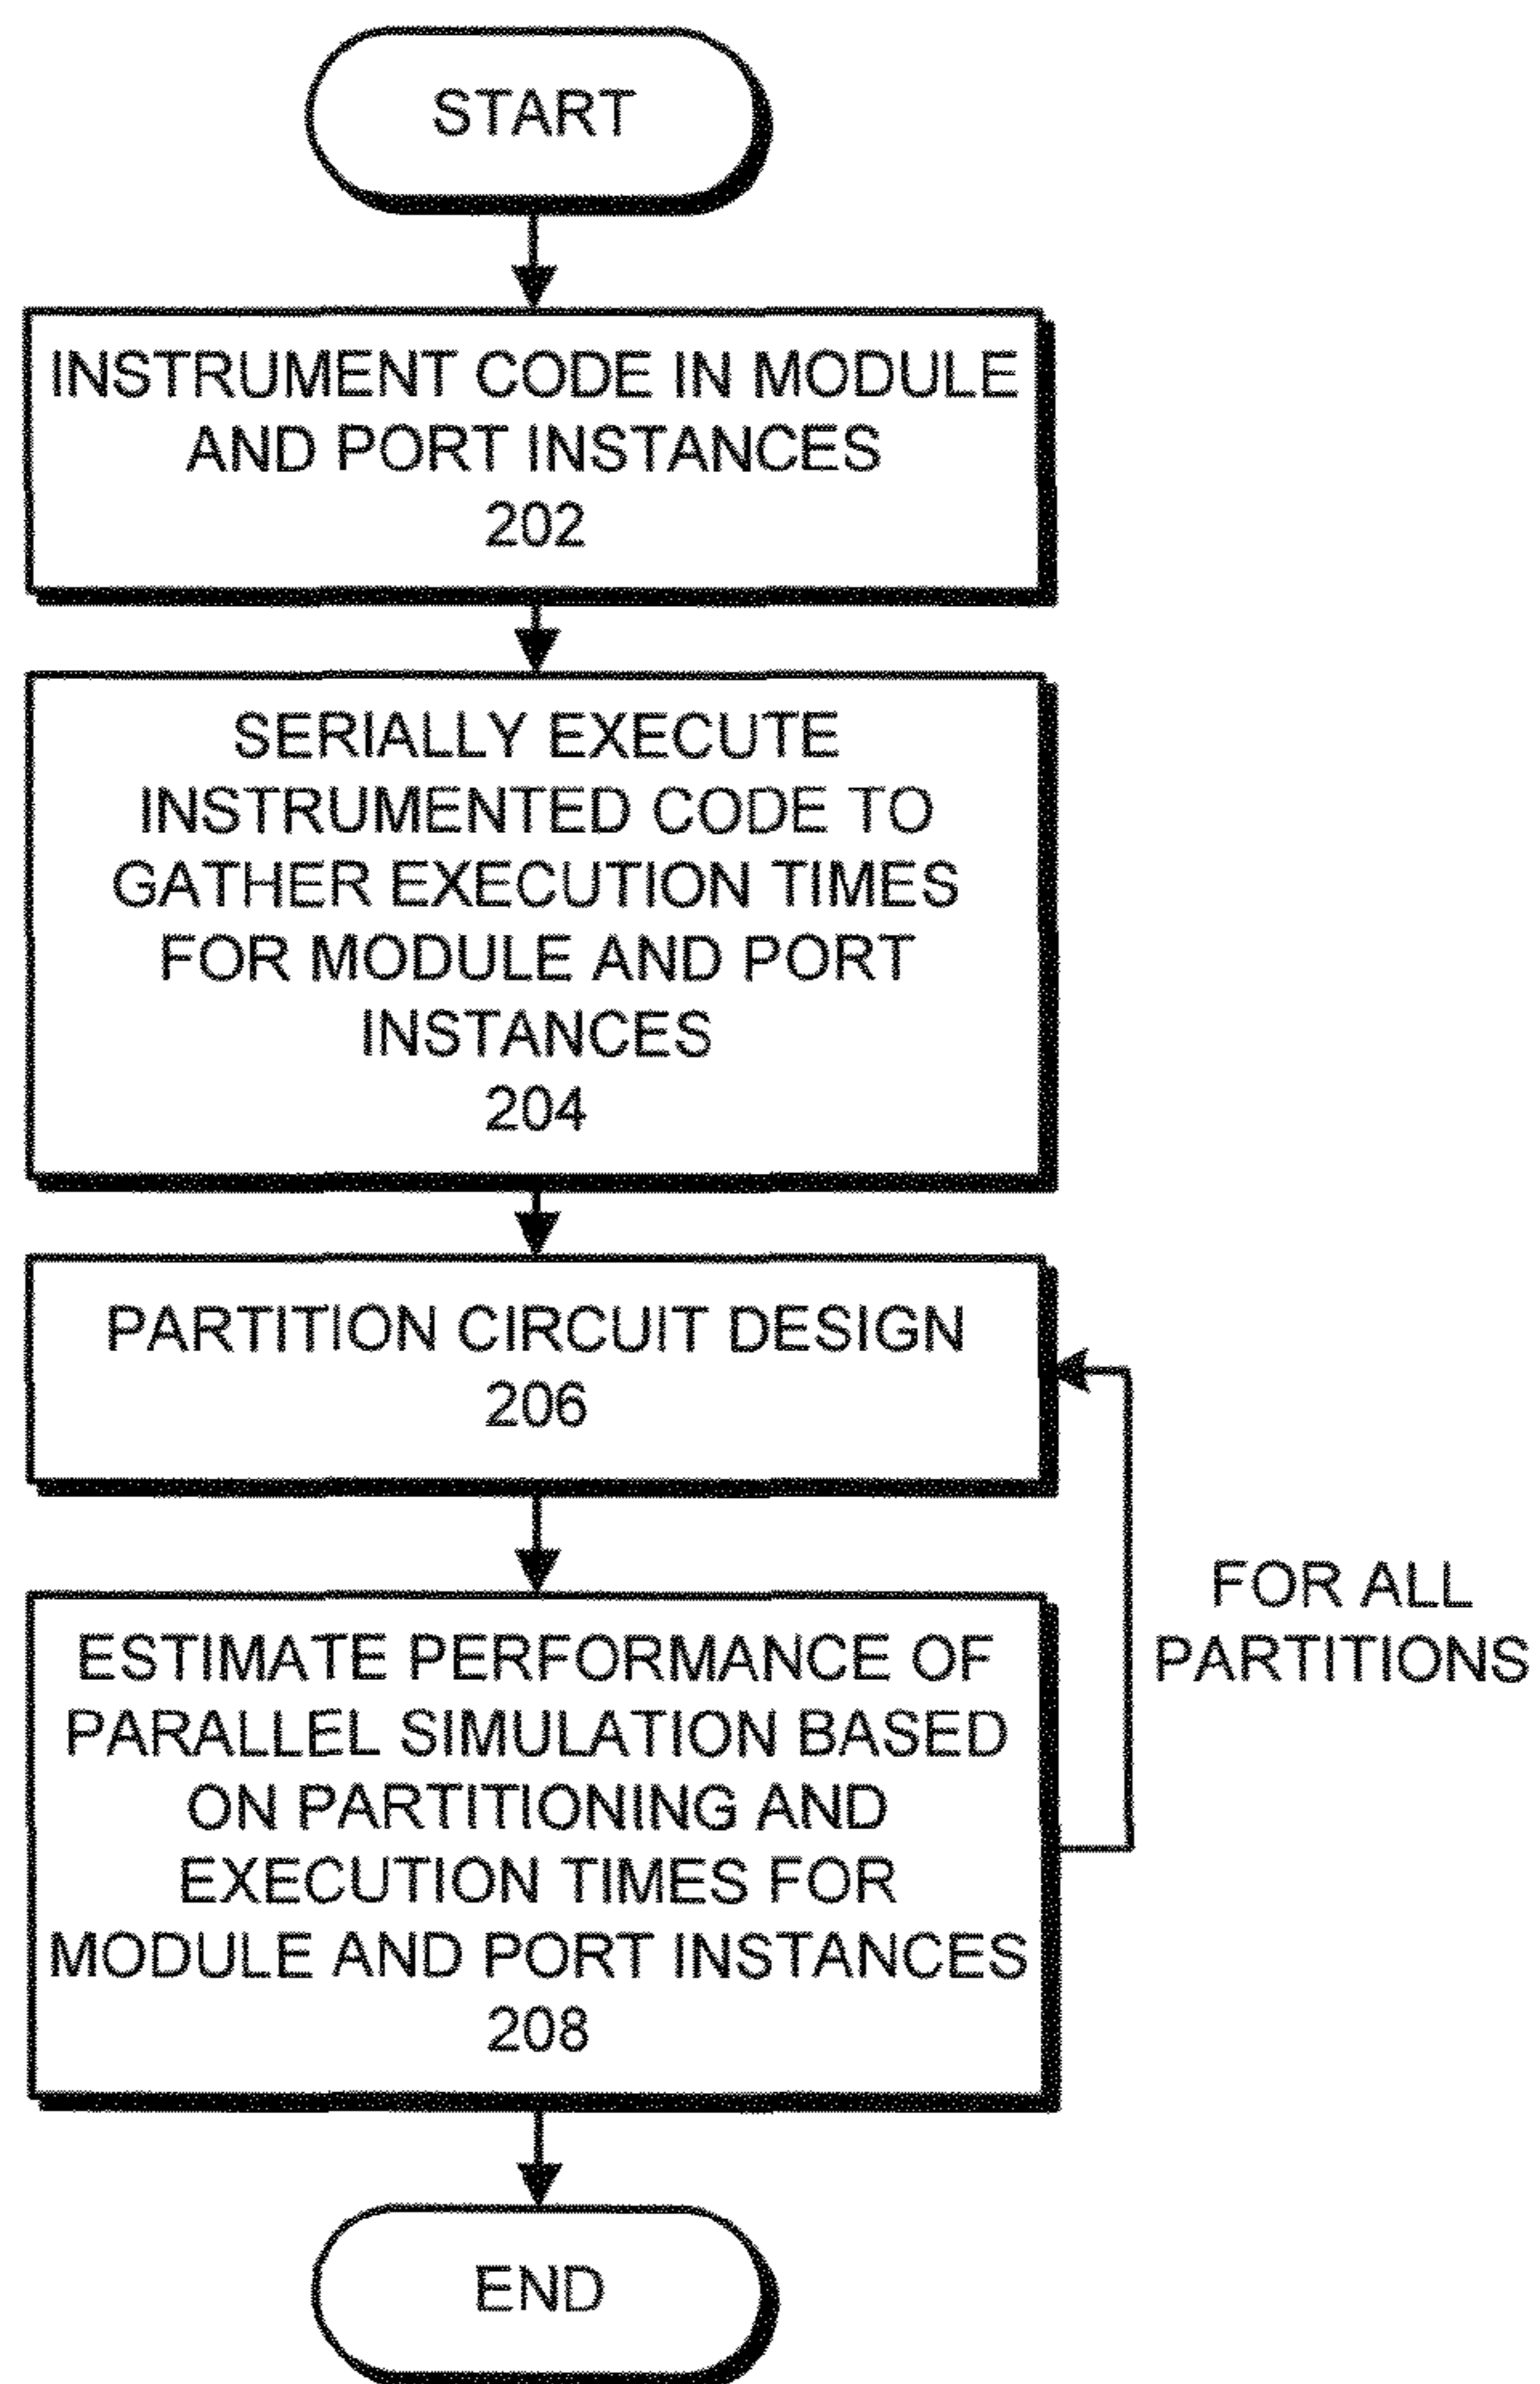 START
INSTRUMENT CODE IN MODULE
AND PORT INSTANCES
202
SERIALLY EXECUTE
INSTRUMENTED CODE TO
GATHER EXECUTION TIMES
FOR MODULE AND PORT
INSTANCES
204
PARTITION CIRCUIT DESIGN
206
FOR ALL
PARTITIONS
ESTIMATE PERFORMANCE OF
PARALLEL SIMULATION BASED
ON PARTITIONING AND
EXECUTION TIMES FOR
MODULE AND PORT INSTANCES
208
END